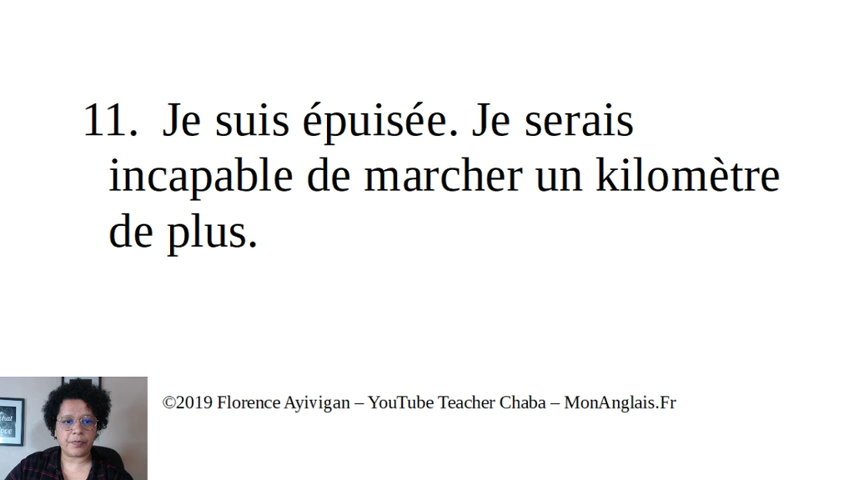 11. Je suis épuisée. Je serais
incapable de marcher un kilomètre
de plus.
©2019 Florence Ayivigan – YouTube Teacher Chaba – MonAnglais.Fr